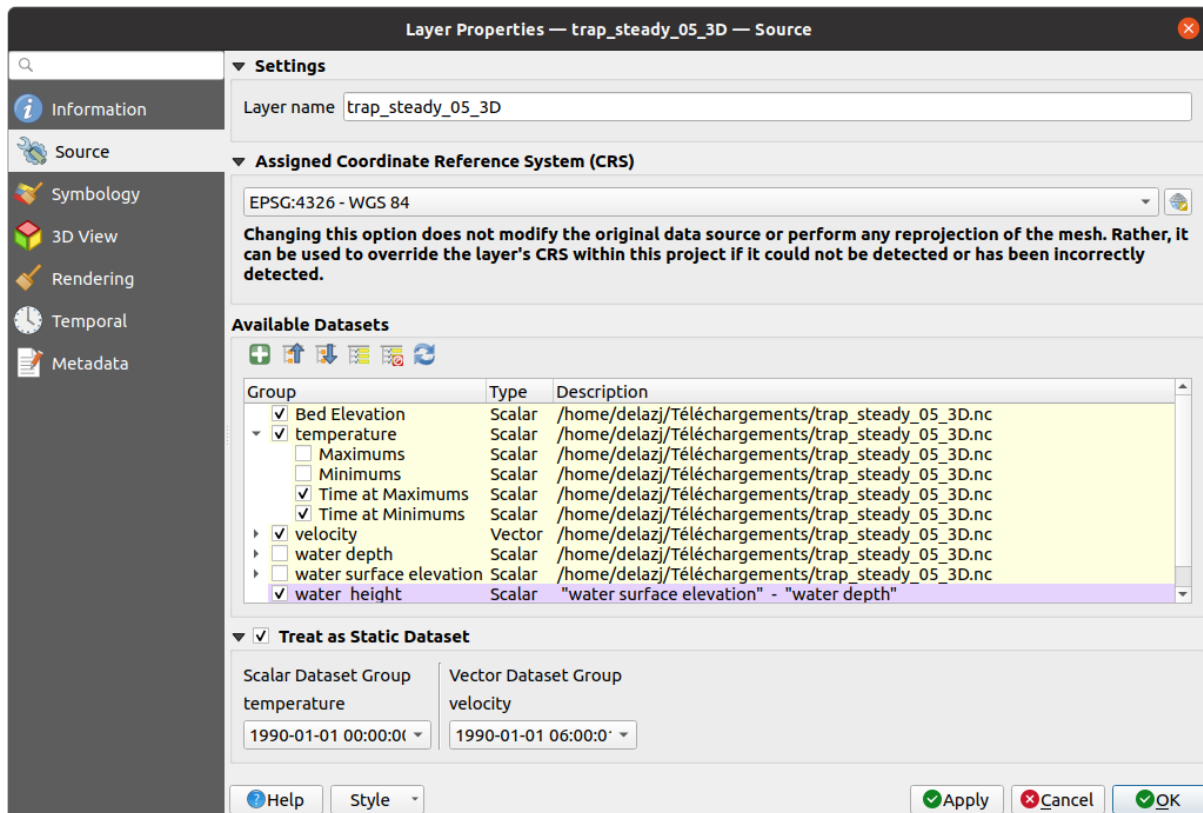 Layer Properties — trap_steady_05_3D — Source
Information
Source
Symbology
3D View
Rendering
Temporal
Metadata
Settings
Layer name trap_steady_05_3D
Assigned Coordinate Reference System (CRS)
EPSG:4326 - WGS 84
Changing this option does not modify the original data source or perform any reprojection of the mesh. Rather, it
can be used to override the layer's CRS within this project if it could not be detected or has been incorrectly
detected.
Available Datasets
Group Type Description
Bed Elevation Scalar /home/delazj/Téléchargements/trap_steady_05_3D.nc
temperature Scalar /home/delazj/Téléchargements/trap_steady_05_3D.nc
Maximums Scalar /home/delazj/Téléchargements/trap_steady_05_3D.nc
Minimums Scalar /home/delazj/Téléchargements/trap_steady_05_3D.nc
Time at Maximums Scalar /home/delazj/Téléchargements/trap_steady_05_3D.nc
Time at Minimums Scalar /home/delazj/Téléchargements/trap_steady_05_3D.nc
velocity Vector /home/delazj/Téléchargements/trap_steady_05_3D.nc
water depth Scalar /home/delazj/Téléchargements/trap_steady_05_3D.nc
water surface elevation Scalar /home/delazj/Téléchargements/trap_steady_05_3D.nc
water_height Scalar "water surface elevation" - "water depth"
Treat as Static Dataset
Scalar Dataset Group Vector Dataset Group
temperature velocity
1990-01-01 00:00:00 1990-01-01 06:00:0
Help Style Apply Cancel OK